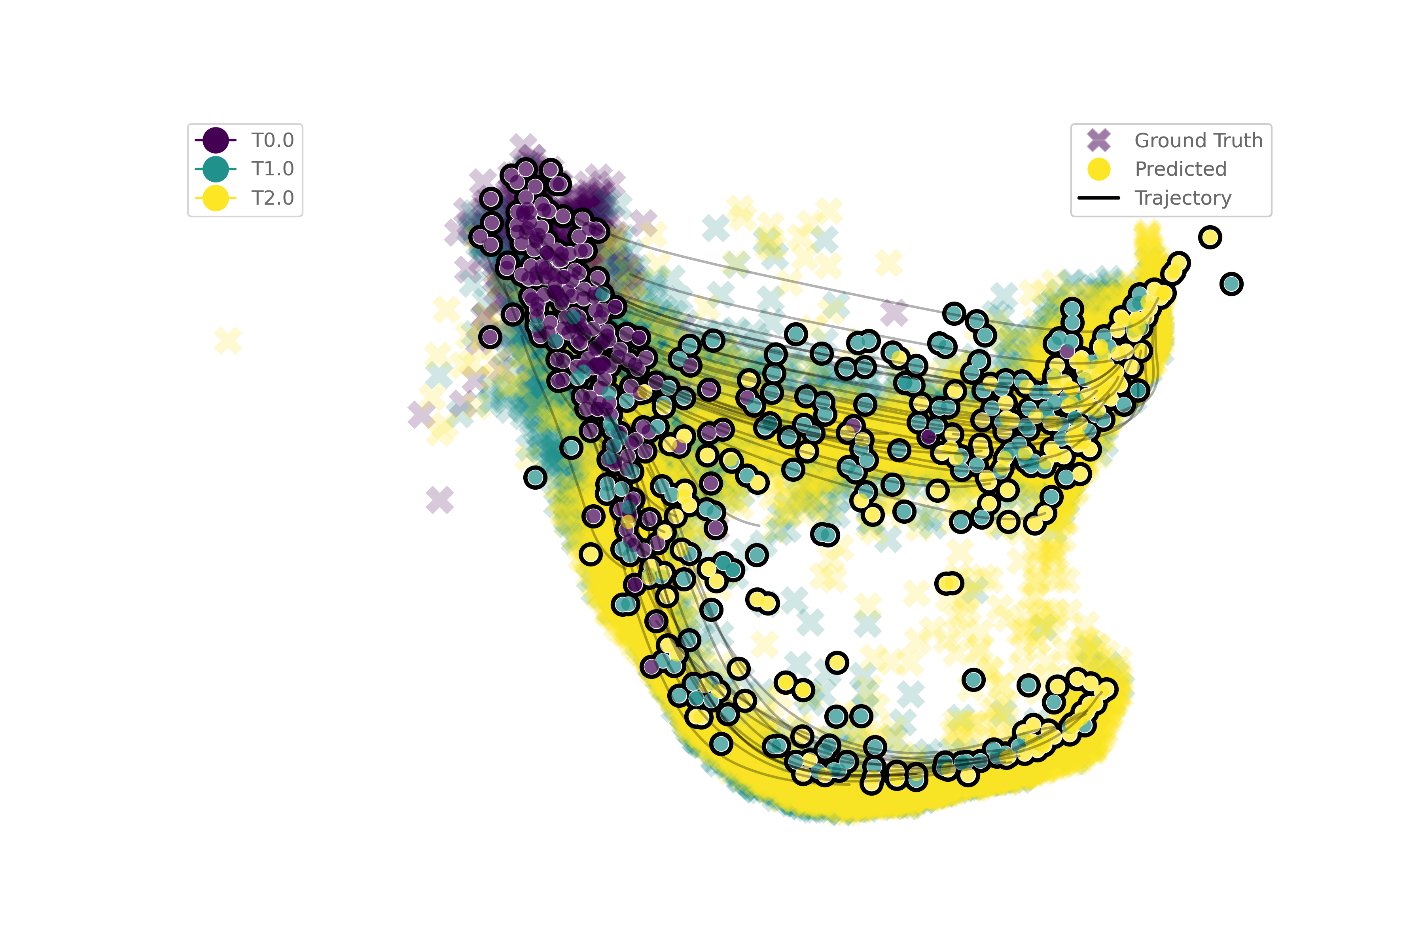 T0.0
T1.0
T2.0
Ground Truth
Predicted
Trajectory